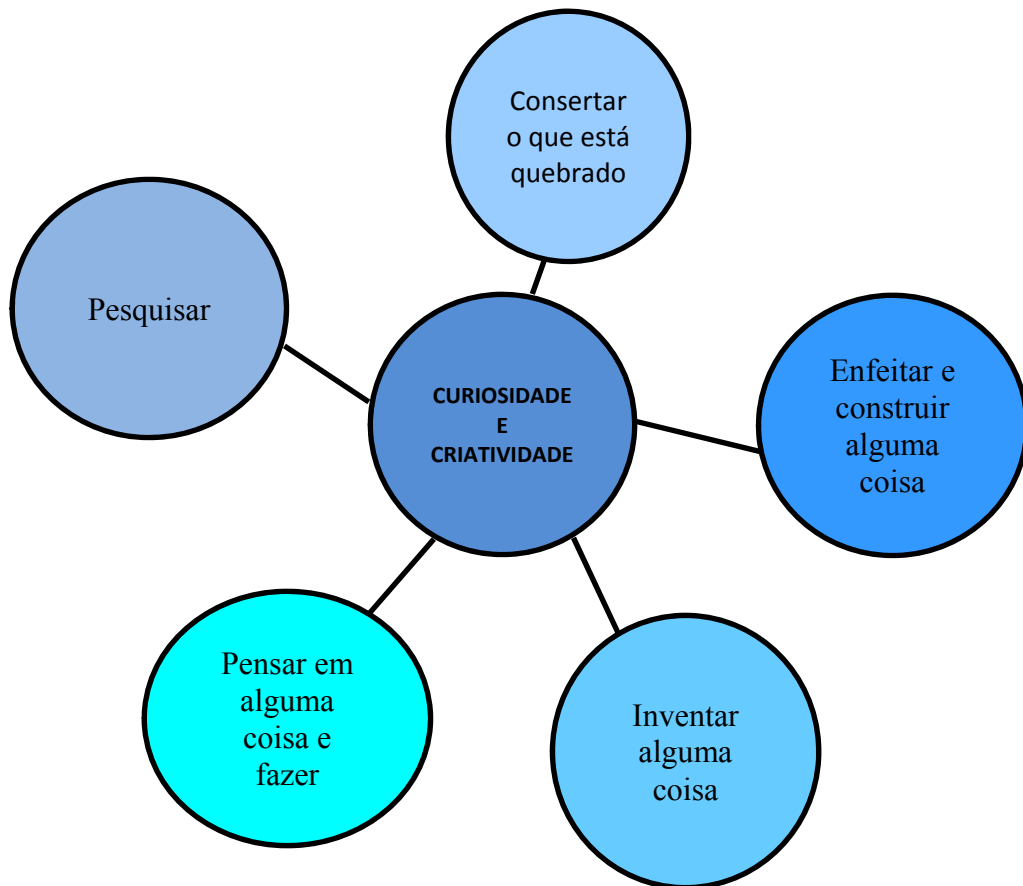 Consertar
o que está
quebrado
Pesquisar
CURIOSIDADE
E
CRIATIVIDADE
Enfeitar e
construir
alguma
coisa
Pensar em
alguma
coisa e
fazer
Inventar
alguma
coisa